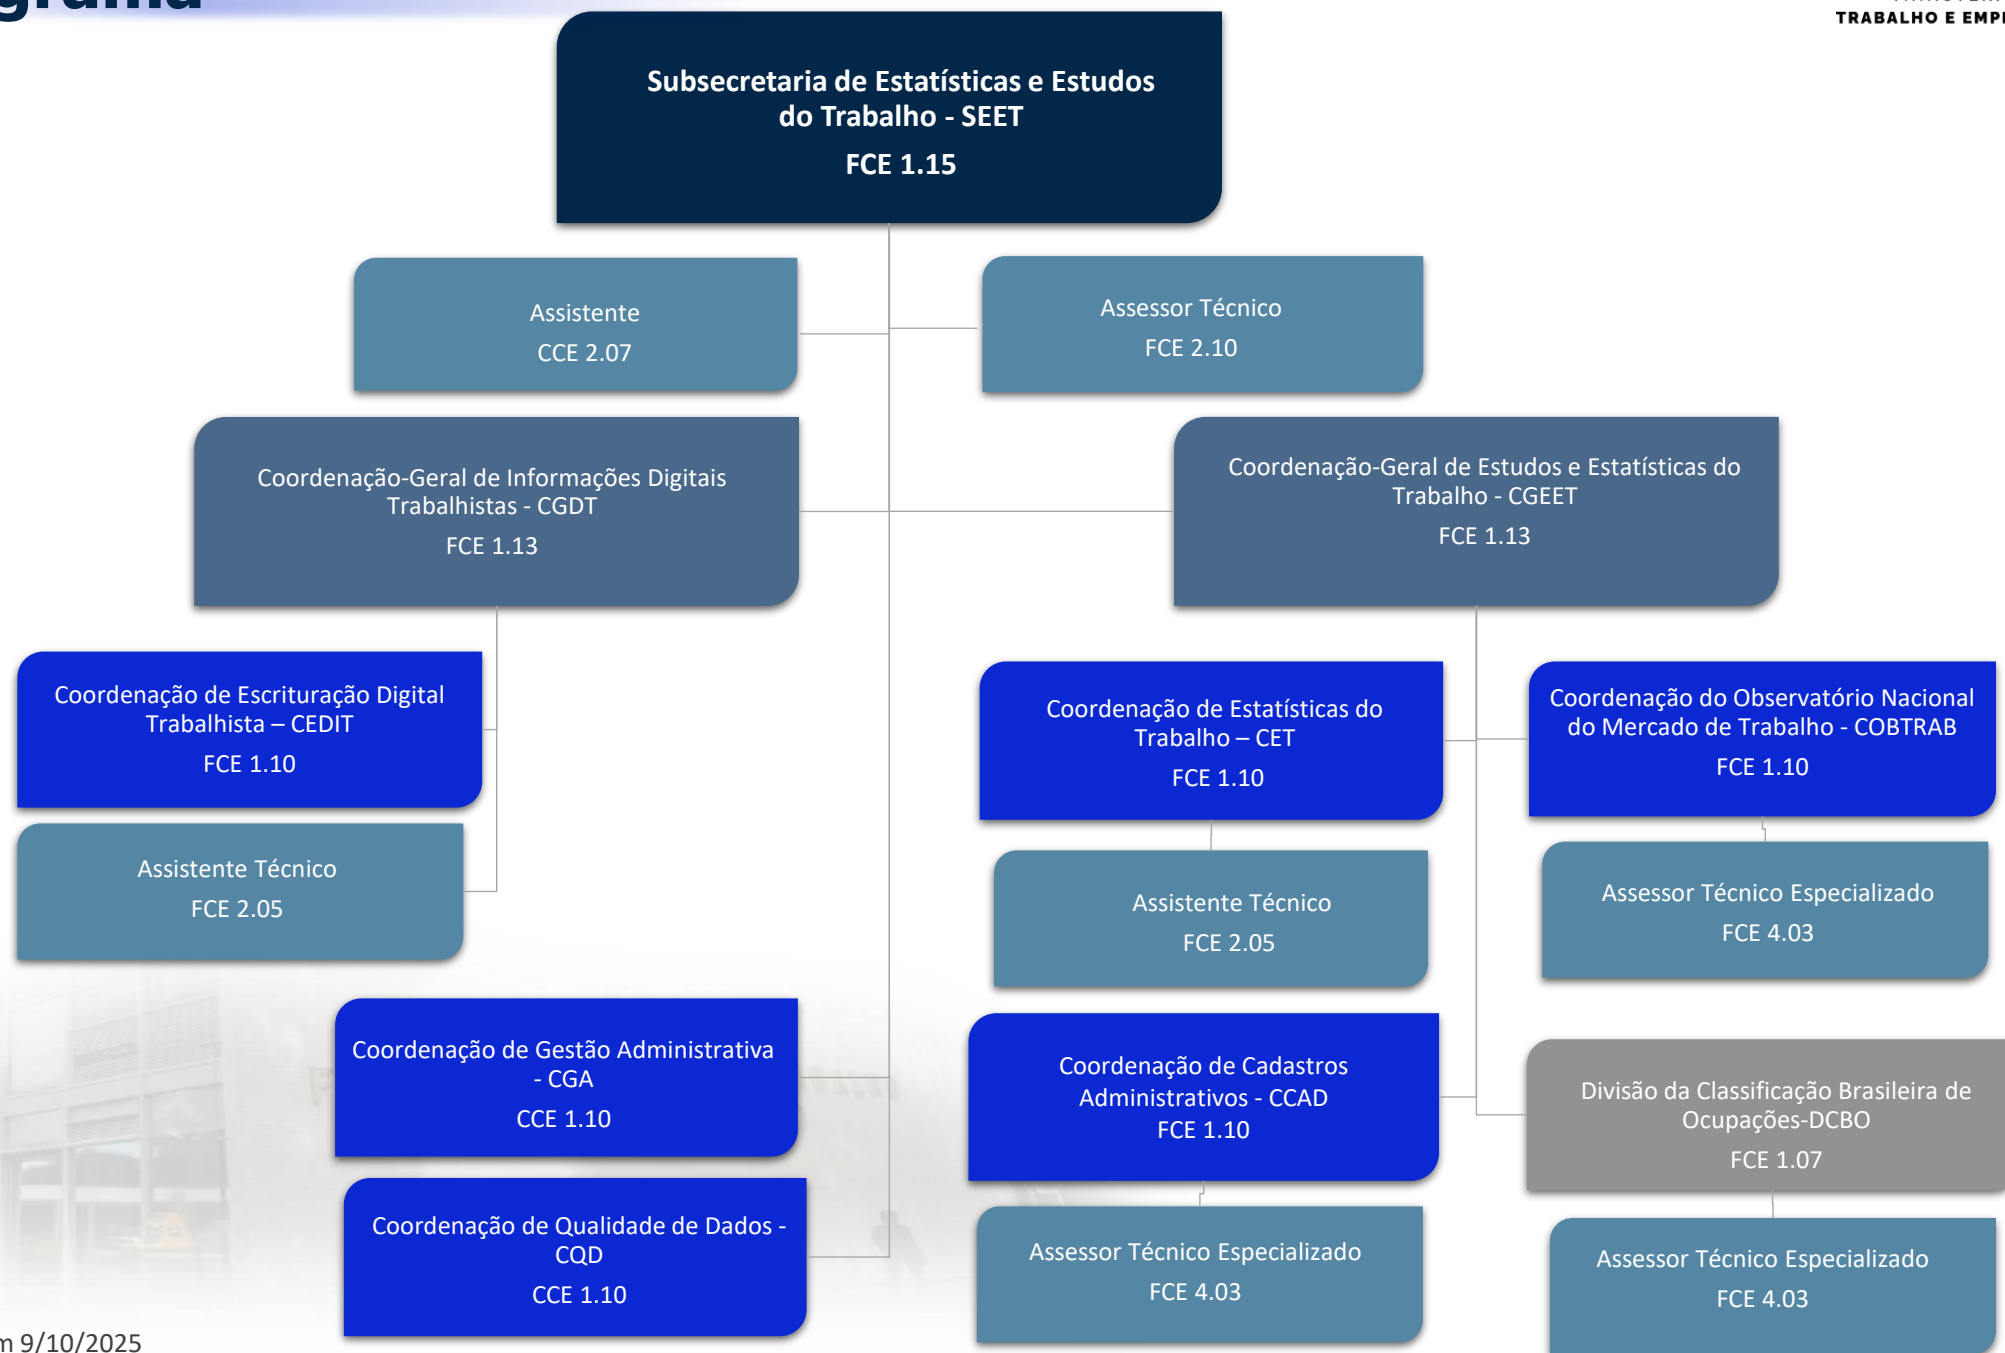 TRABALHO E EMP
Subsecretaria de Estatísticas e Estudos
do Trabalho - SEET
FCE 1.15
Assistente
CCE 2.07
Assessor Técnico
FCE 2.10
Coordenação-Geral de Informações Digitais
Trabalhistas - CGDT
FCE 1.13
Coordenação-Geral de Estudos e Estatísticas do
Trabalho - CGEET
FCE 1.13
Coordenação de Escrituração Digital
Trabalhista – CEDIT
FCE 1.10
Assistente Técnico
FCE 2.05
Coordenação de Estatísticas do
Trabalho – CET
FCE 1.10
Coordenação do Observatório Nacional
do Mercado de Trabalho - COBTRAB
FCE 1.10
Assistente Técnico
FCE 2.05
Assessor Técnico Especializado
FCE 4.03
Coordenação de Gestão Administrativa
- CGA
CCE 1.10
Coordenação de Cadastros
Administrativos - CCAD
FCE 1.10
Divisão da Classificação Brasileira de
Ocupações-DCBO
FCE 1.07
Coordenação de Qualidade de Dados -
CQD
CCE 1.10
Assessor Técnico Especializado
FCE 4.03
Assessor Técnico Especializado
FCE 4.03
m 9/10/2025